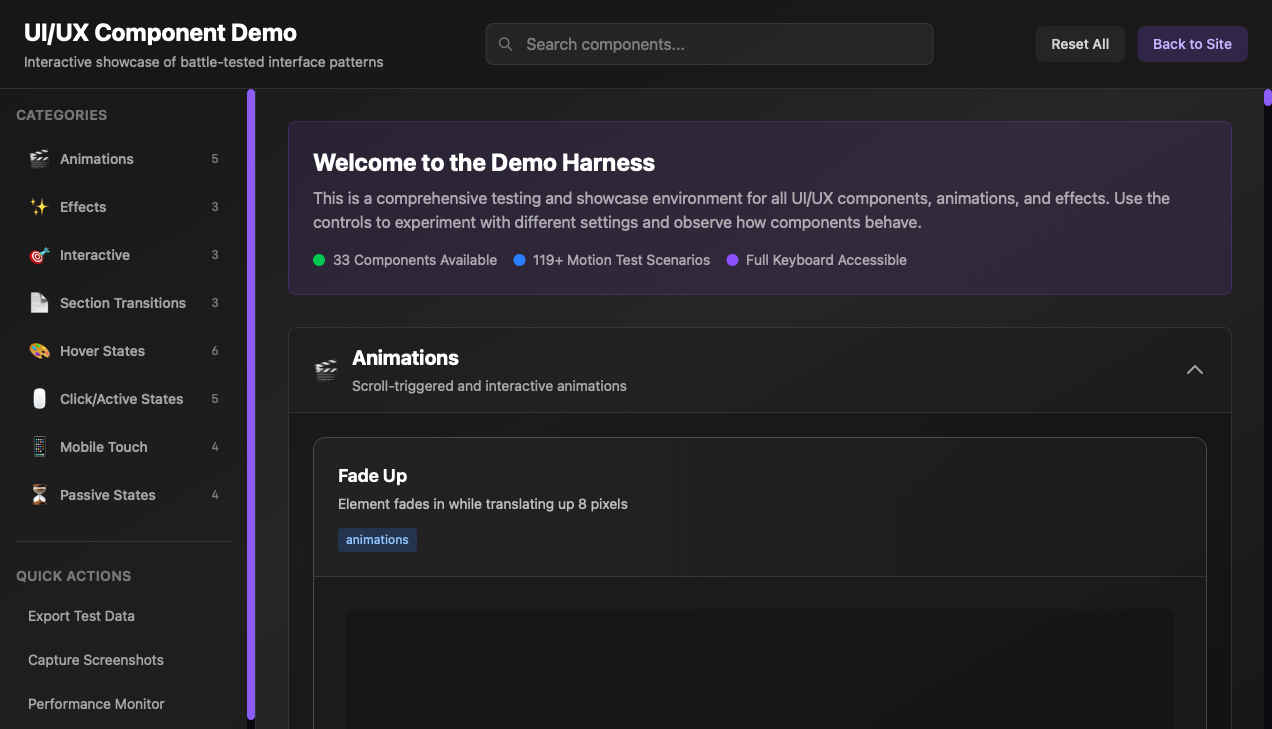 UI/UX Component Demo
Interactive showcase of battle-tested interface patterns
Search components...
Reset All
Back to Site
CATEGORIES
Animations 5
Effects 3
Interactive 3
Section Transitions 3
Hover States 6
Click/Active States 5
Mobile Touch 4
Passive States 4
QUICK ACTIONS
Export Test Data
Capture Screenshots
Performance Monitor
Welcome to the Demo Harness
This is a comprehensive testing and showcase environment for all UI/UX components, animations, and effects. Use the
controls to experiment with different settings and observe how components behave.
33 Components Available 119+ Motion Test Scenarios Full Keyboard Accessible
Animations
Scroll-triggered and interactive animations
Fade Up
Element fades in while translating up 8 pixels
animations